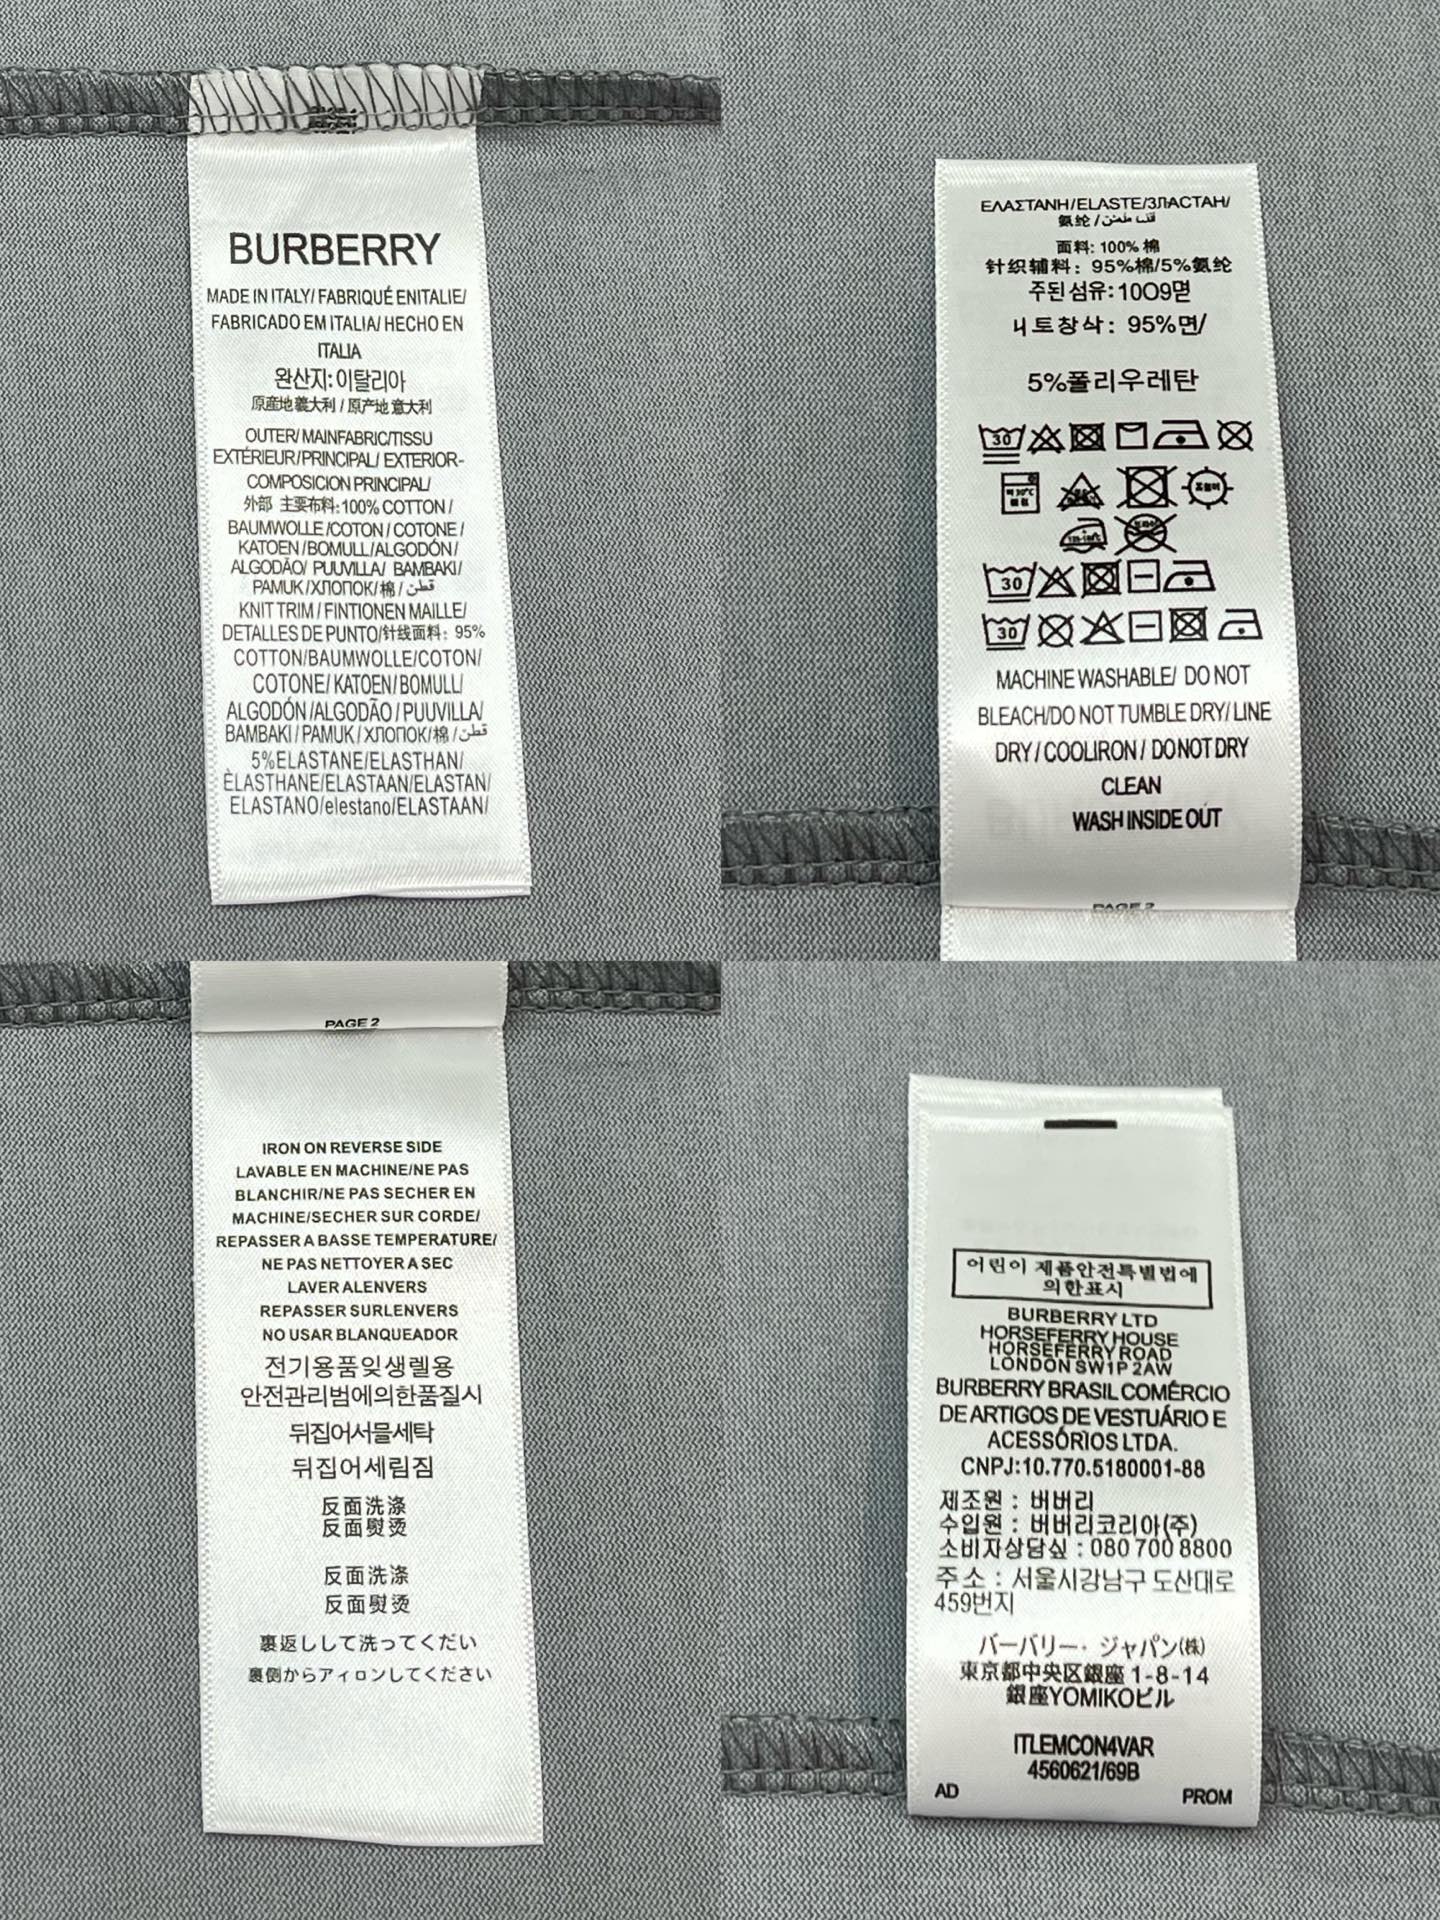 BURBERRY
MADE IN ITALY/ FABRIQUÉ ENITALIE/
FABRICADO EM ITALIA/ HECHO EN
ITALIA
완산지:이탈리아
原産地義大利 / 原产地意大利
OUTER/ MAINFABRIC/TISSU
EXTÉRIEUR/PRINCIPAL/ EXTERIOR-
COMPOSICION PRINCIPAL/
外部 主要布料:100% COTTON /
BAUMWOLLE /COTON / COTONE /
KATOEN /BOMULL/ALGODÓN /
ALGODÃO/ PUUVILLA/ BAMBAKI/
PAMUK/ХЛОПОК/棉 / قطن
KNIT TRIM / FINTIONEN MAILLE/
DETALLES DE PUNTO/针线面料: 95%
COTTON/BAUMWOLLE/COTON/
COTONE/ KATOEN/BOMULL/
ALGODÓN /ALGODÃO / PUUVILLA/
BAMBAKI / PAMUK / ХЛОПОК/棉 / قطن
5%ELASTANE/ELASTHAN/
ÈLASTHANE/ELASTAAN/ELASTAN/
ELASTANO/elestano/ELASTAAN/
ΕΛΑΣΤΑΝΗ/ELASTE/ЗПАСТАН/
氨纶 /
面料: 100% 棉
针织辅料: 95%棉/5%氨纶
주된섬유:10O9몉
니트창삭: 95%면/
5%폴리우레탄
30
30
30
MACHINE WASHABLE/ DO NOT
BLEACH/DO NOT TUMBLE DRY/ LINE
DRY / COOLIRON / DO NOT DRY
CLEAN
WASH INSIDE OUT
PAGE 2
PAGE 2
IRON ON REVERSE SIDE
LAVABLE EN MACHINE/NE PAS
BLANCHIR/NE PAS SECHER EN
MACHINE/SECHER SUR CORDE/
REPASSER A BASSE TEMPERATURE/
NE PAS NETTOYER A SEC
LAVER ALENVERS
REPASSER SURLENVERS
NO USAR BLANQUEADOR
전기용품잊생렐용
안전관리범에의한품질시
뒤집어서믈세탁
뒤집어세림짐
反面洗涤
反面熨烫
反面洗涤
反面熨烫
裏返しして洗ってくだい
裏側からアィロンしてください
어린이 제품안전특별법에
의한표시
BURBERRY LTD
HORSEFERRY HOUSE
HORSEFERRY ROAD
LONDON SW1P 2AW
BURBERRY BRASIL COMÉRCIO
DE ARTIGOS DE VESTUÁRIO E
ACESSÓRIOS LTDA.
CNPJ:10.770.5180001-88
제조원 : 버버리
수입원 : 버버리코리아(주)
소비자상담싶 : 080 700 8800
주소 : 서울시강남구 도산대로
459번지
バーバリー・ジャパン(株)
東京都中央区銀座 1-8-14
銀座YOMIKOビル
ITLEMCON4VAR
4560621/69B
AD PROM